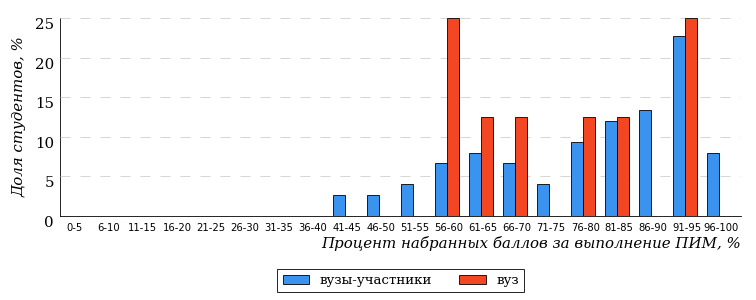 Доля студентов, %
25
20
15
10
5
0
0-5 6-10 11-15 16-20 21-25 26-30 31-35 36-40 41-45 46-50 51-55 56-60 61-65 66-70 71-75 76-80 81-85 86-90 91-95 96-100
Процент набранных баллов за выполнение ПИМ, %
вузы-участники вуз